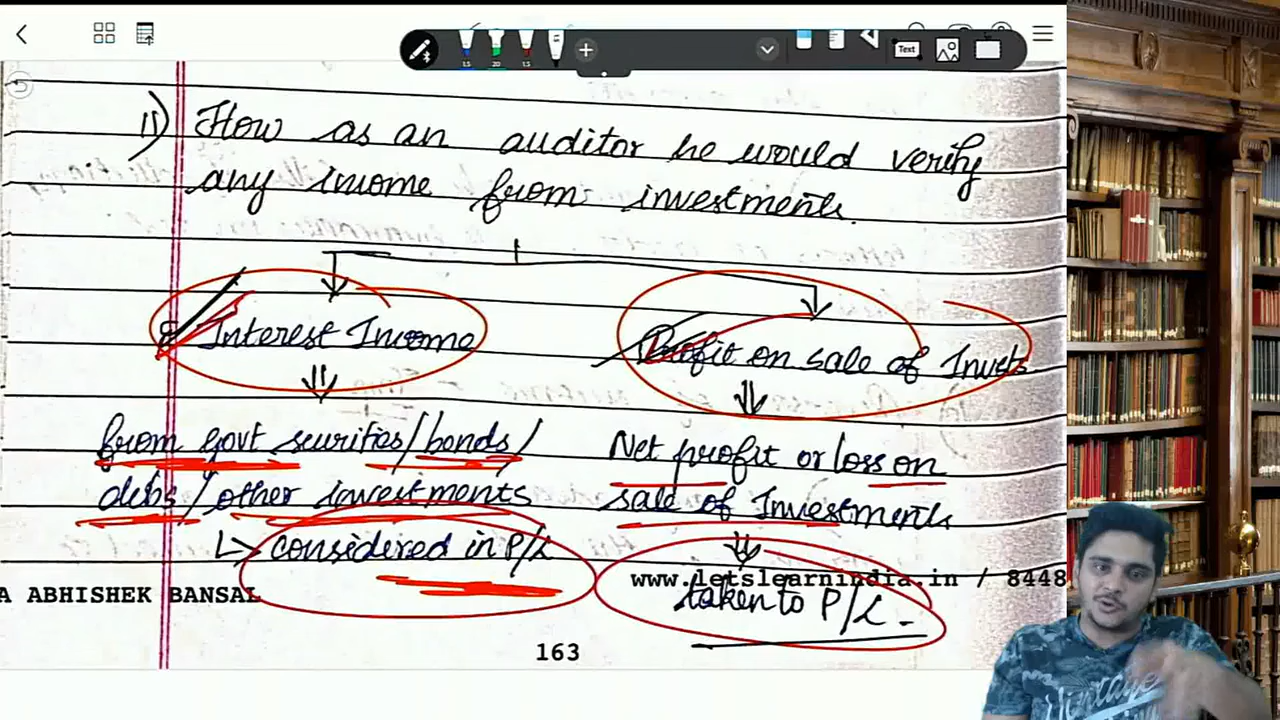 Text
11) How as an auditor he would verify
any income from investments.
Interest Income
Profit on sale of Invts
from govt securities/bonds/
debs/other investments
↳ considered in P/L
Net profit or loss on
sale of Investments
taken to P/L.
www.letslearnindia.in / 8448
A ABHISHEK BANSAL
163